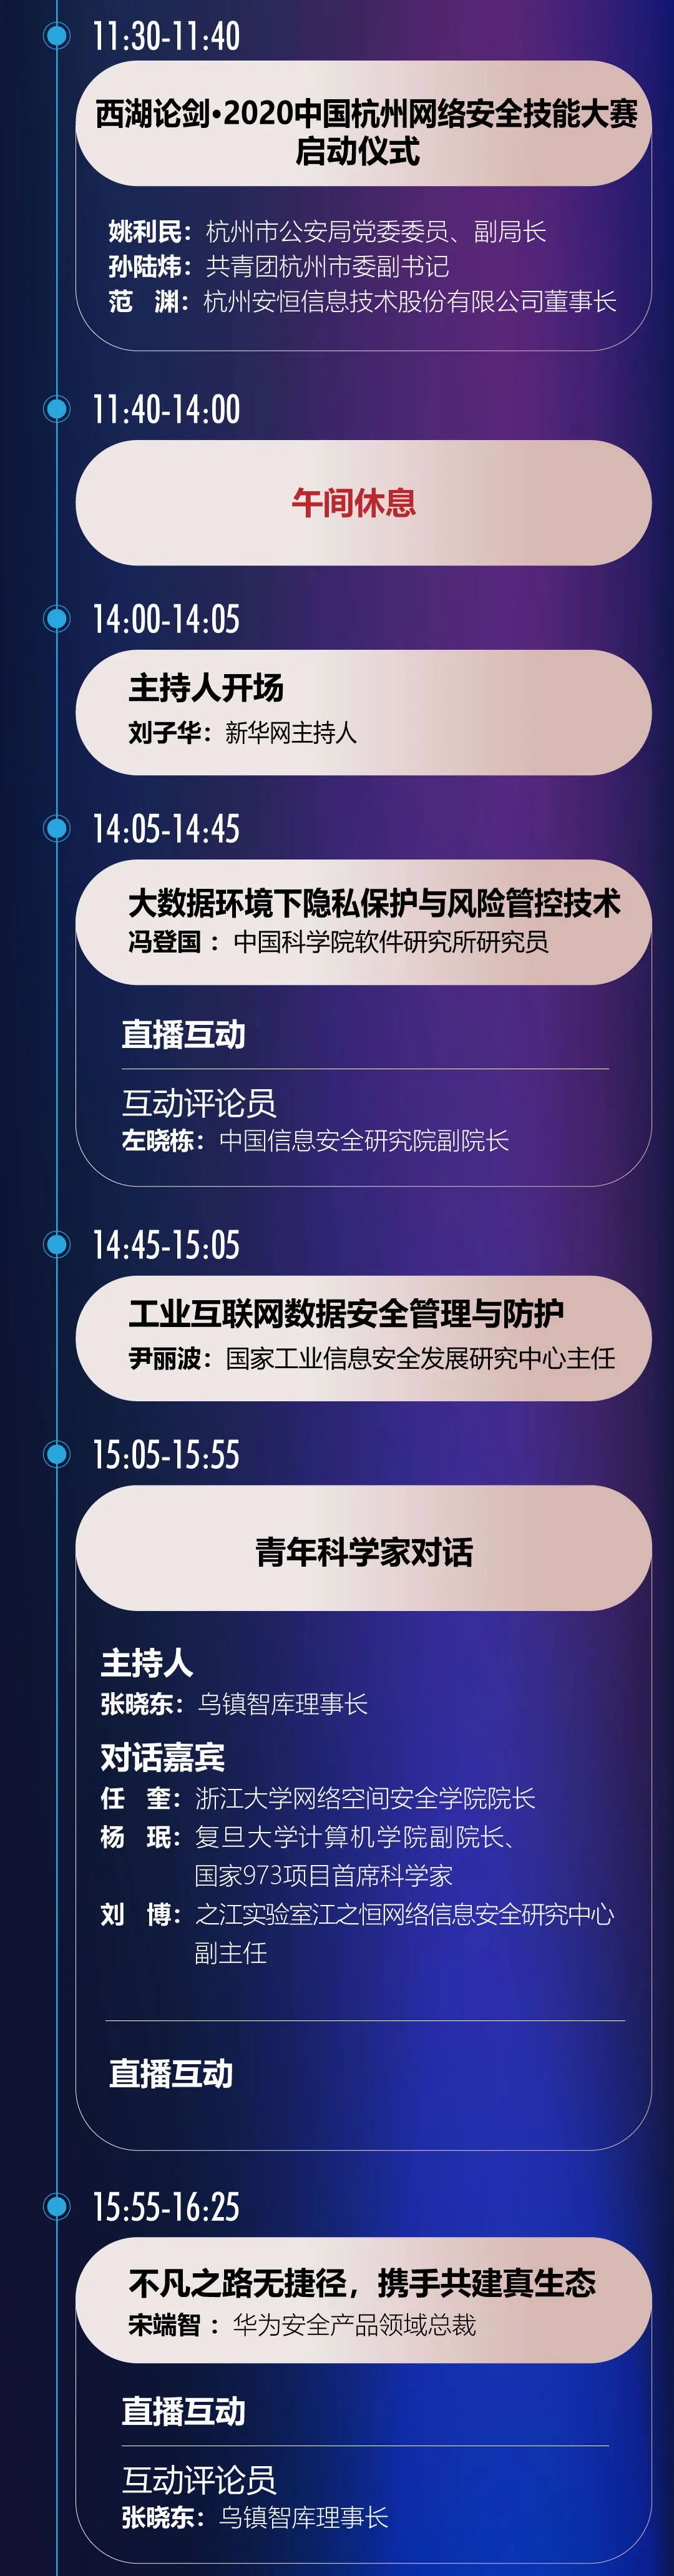 11:30-11:40
西湖论剑·2020中国杭州网络安全技能大赛
启动仪式
姚利民：杭州市公安局党委委员、副局长
孙陆炜：共青团杭州市委副书记
范 渊：杭州安恒信息技术股份有限公司董事长
11:40-14:00
午间休息
14:00-14:05
主持人开场
刘子华：新华网主持人
14:05-14:45
大数据环境下隐私保护与风险管控技术
冯登国：中国科学院软件研究所研究员
直播互动
互动评论员
左晓栋：中国信息安全研究院副院长
14:45-15:05
工业互联网数据安全管理与防护
尹丽波：国家工业信息安全发展研究中心主任
15:05-15:55
青年科学家对话
主持人
张晓东：乌镇智库理事长
对话嘉宾
任 奎：浙江大学网络空间安全学院院长
杨 珉：复旦大学计算机学院副院长、
国家973项目首席科学家
刘 博：之江实验室江之恒网络信息安全研究中心
副主任
直播互动
15:55-16:25
不凡之路无捷径，携手共建真生态
宋端智：华为安全产品领域总裁
直播互动
互动评论员
张晓东：乌镇智库理事长